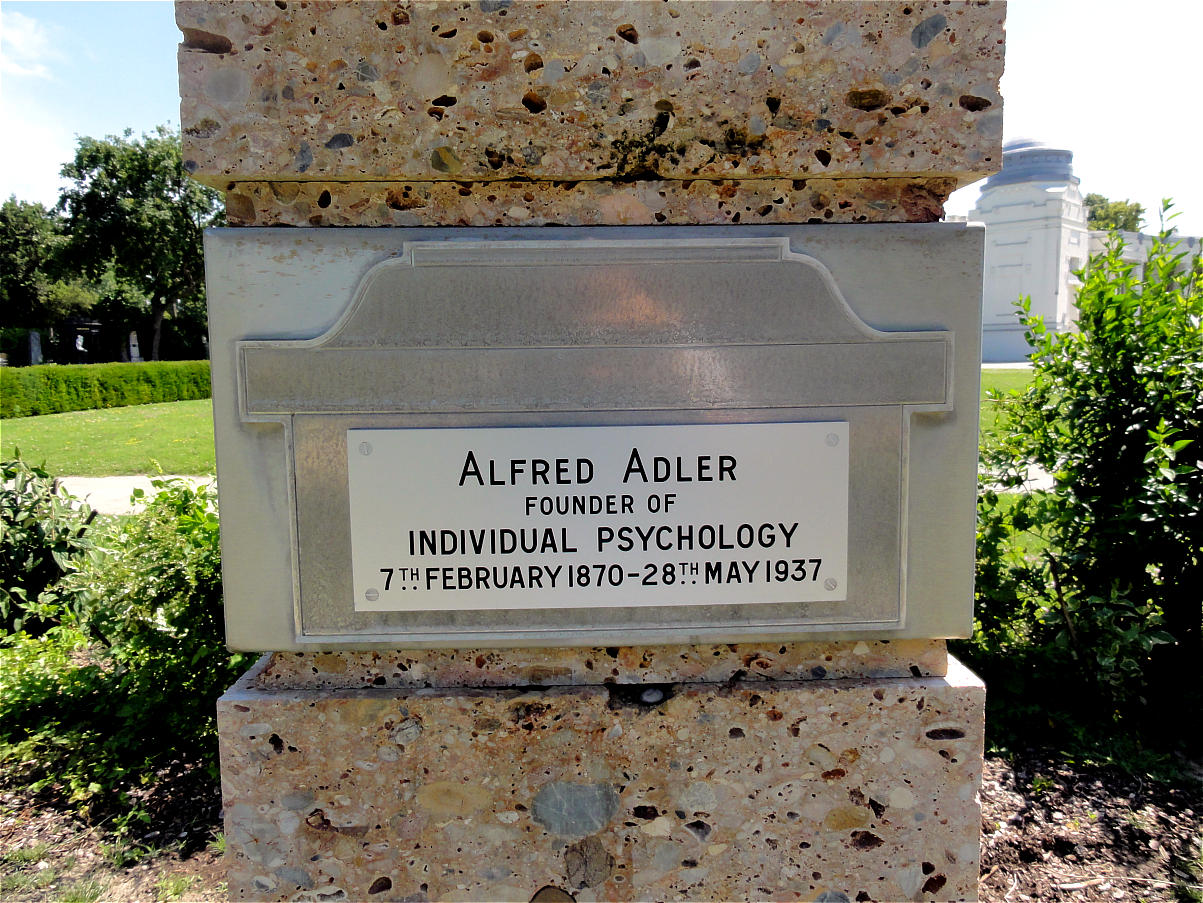 ALFRED ADLER
FOUNDER OF
INDIVIDUAL PSYCHOLOGY
7TH FEBRUARY 1870-28TH MAY 1937